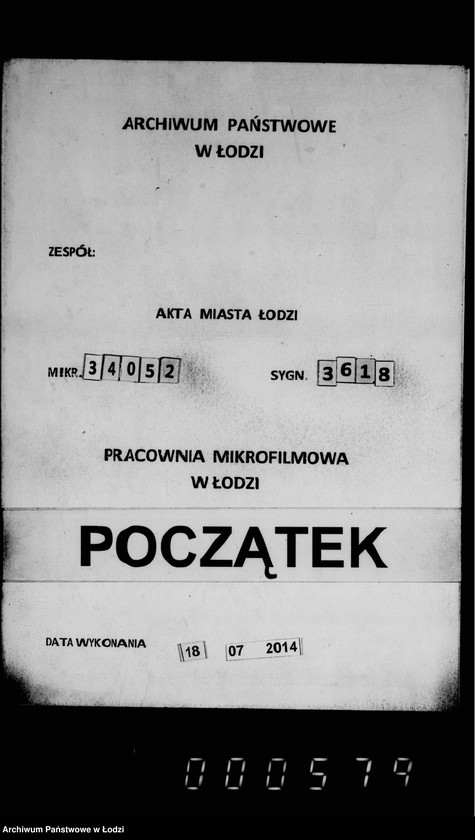 ARCHIWUM PAŃSTWOWE
W ŁODZI
ZESPÓŁ:
AKTA MIASTA ŁODZI
MIKR. 34052 SYGN. 3618
PRACOWNIA MIKROFILMOWA
W ŁODZI
POCZĄTEK
DATA WYKONANIA 18 07 2014
000579
Archiwum Państwowe w Łodzi